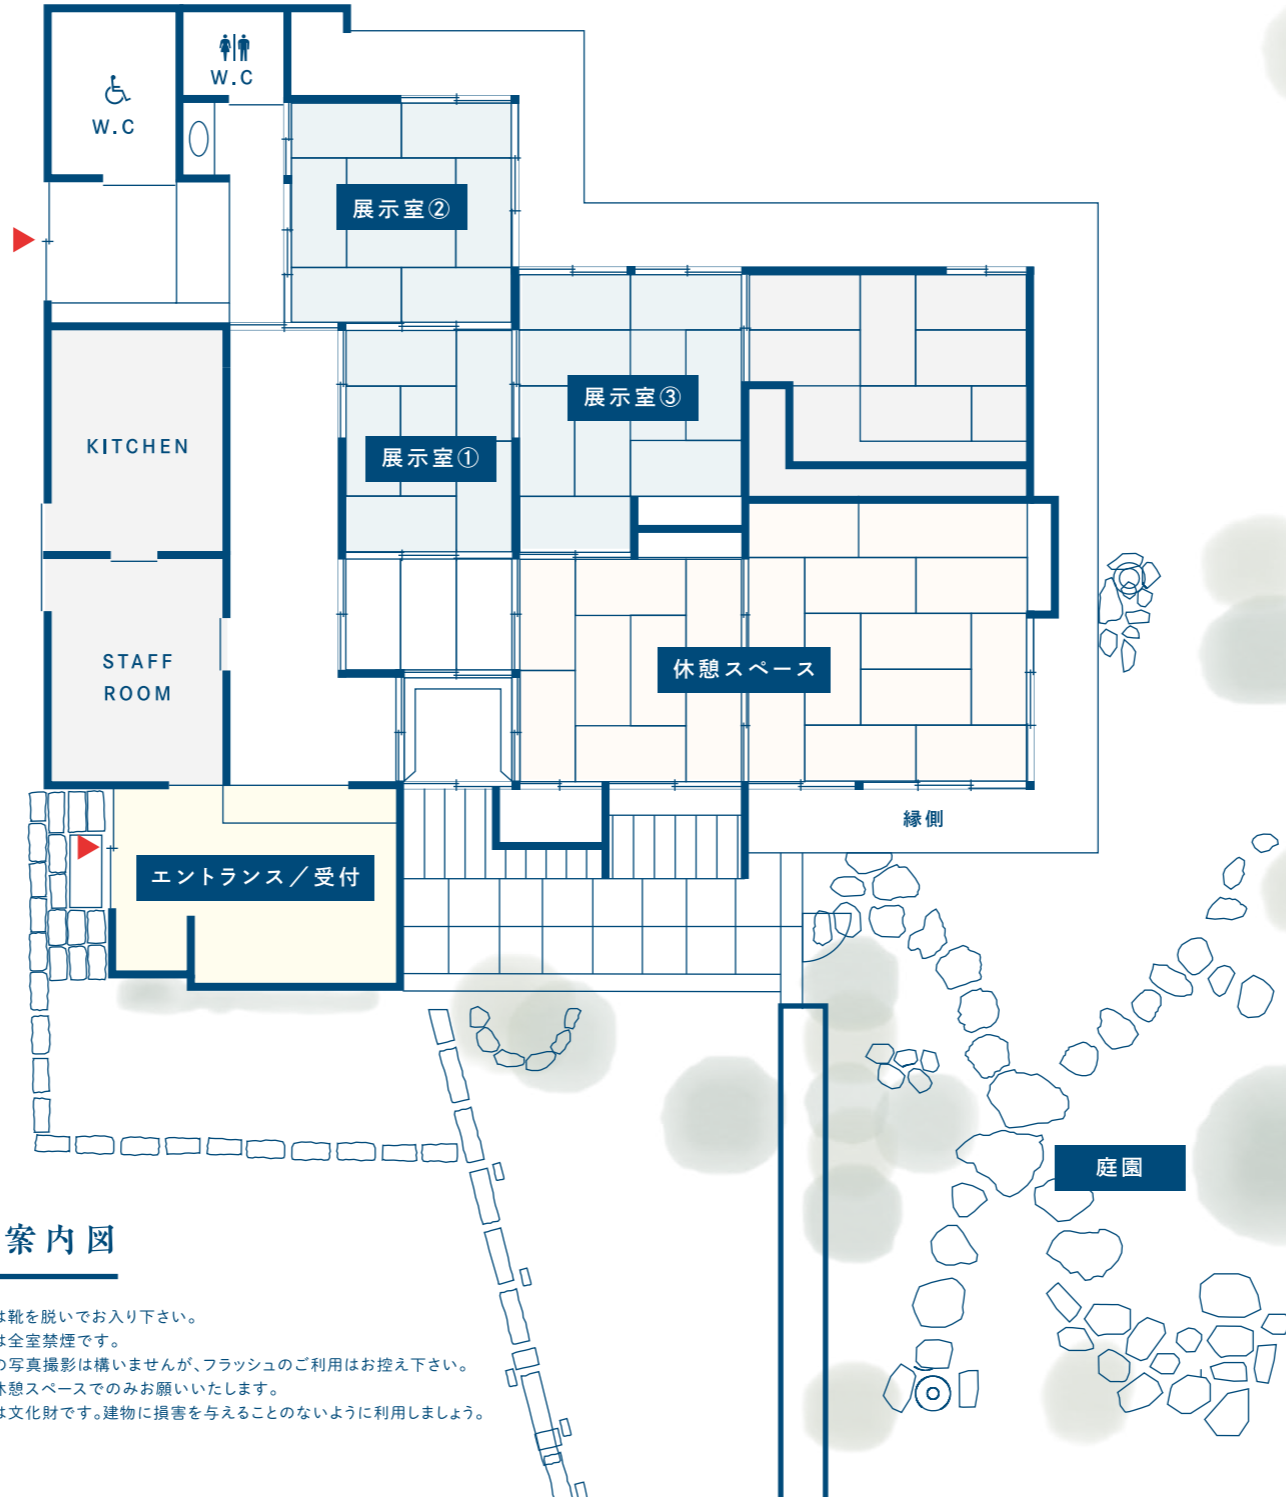 W.C
W.C
展示室②
展示室③
展示室①
KITCHEN
STAFF
ROOM
休憩スペース
縁側
エントランス／受付
庭園
案内図
は靴を脱いでお入り下さい。
は全室禁煙です。
の写真撮影は構いませんが、フラッシュのご利用はお控え下さい。
休憩スペースでのみお願いいたします。
は文化財です。建物に損害を与えることのないように利用しましょう。